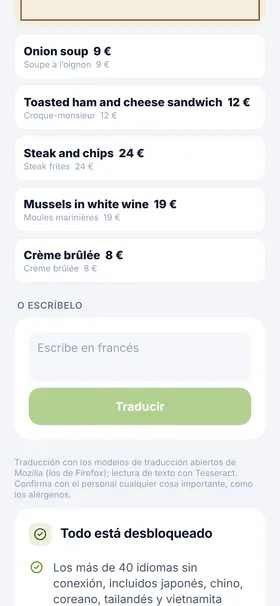 Onion soup 9 €
Soupe à l'oignon 9 €
Toasted ham and cheese sandwich 12 €
Croque-monsieur 12 €
Steak and chips 24 €
Steak frites 24 €
Mussels in white wine 19 €
Moules marinières 19 €
Crème brûlée 8 €
Crème brûlée 8 €
O ESCRÍBELO
Escribe en francés
Traducir
Traducción con los modelos de traducción abiertos de
Mozilla (los de Firefox); lectura de texto con Tesseract.
Confirma con el personal cualquier cosa importante, como
los alérgenos.
Todo está desbloqueado
Los más de 40 idiomas sin
conexión, incluidos japonés, chino,
coreano, tailandés y vietnamita